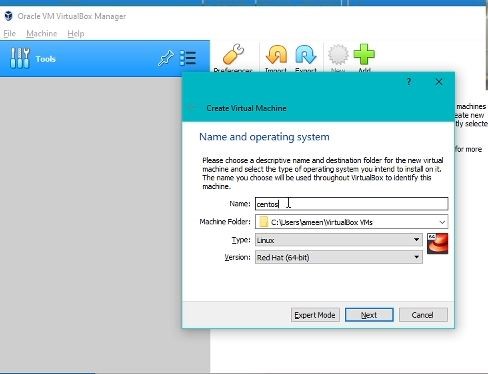 Oracle VM VirtualBox Manager
File Machine Help
Tools
Preferences Import Export New Add
? ×
Create Virtual Machine
machines
eate new
tly selecte
for more
Name and operating system
Please choose a descriptive name and destination folder for the new virtual
machine and select the type of operating system you intend to install on it.
The name you choose will be used throughout VirtualBox to identify this
machine.
Name: centos
Machine Folder: C:\Users\ameen\VirtualBox VMs
Type: Linux
64
Version: Red Hat (64-bit)
Expert Mode Next Cancel